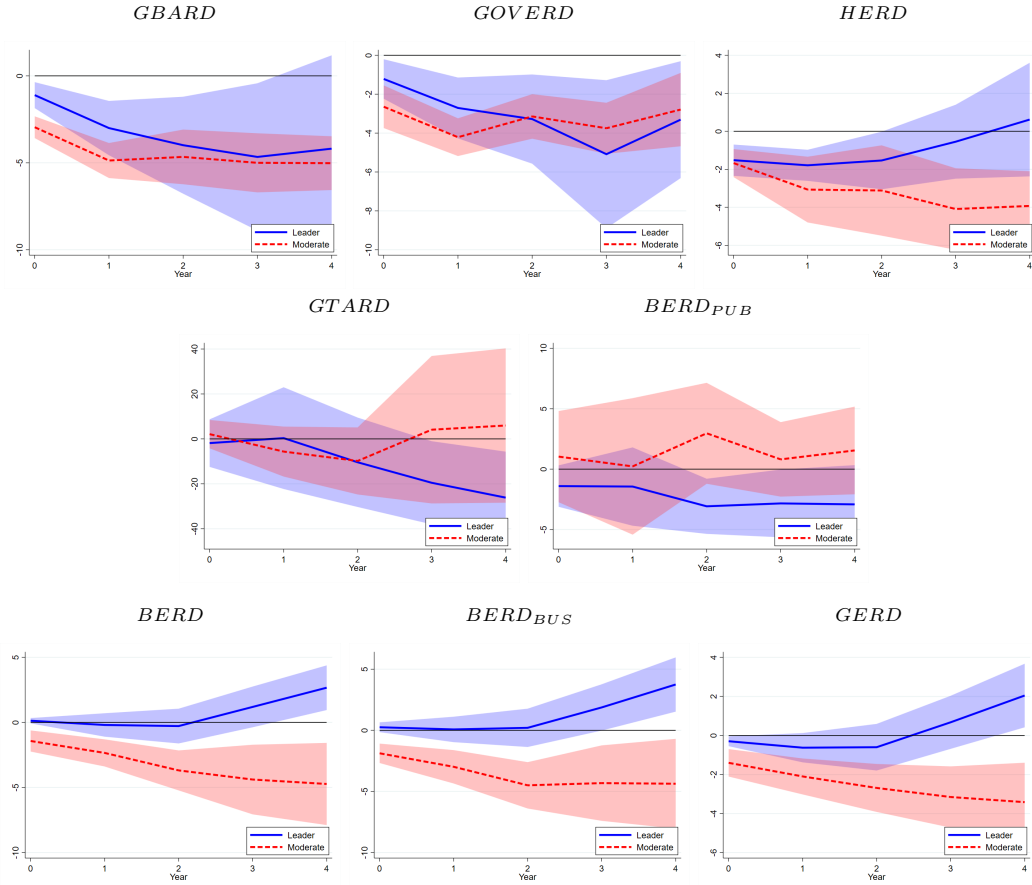 GBARD GOVERD HERD
0 0 4
2
-2
0
-4
-5 -2
-6
-4
-8
Leader Leader Leader
Moderate Moderate Moderate
-10 -10 -6
0 1 2 3 4 0 1 2 3 4 0 1 2 3 4
Year Year Year
GTARD BERD_PUB
40 10
20 5
0 0
-20
-40 -5
Leader Leader
Moderate Moderate
0 1 2 3 4 0 1 2 3 4
Year Year
BERD BERD_BUS GERD
5 5 4
2
0 0 0
-2
-5 -5
-4
Leader Leader Leader
Moderate Moderate Moderate
-10 -10 -6
0 1 2 3 4 0 1 2 3 4 0 1 2 3 4
Year Year Year